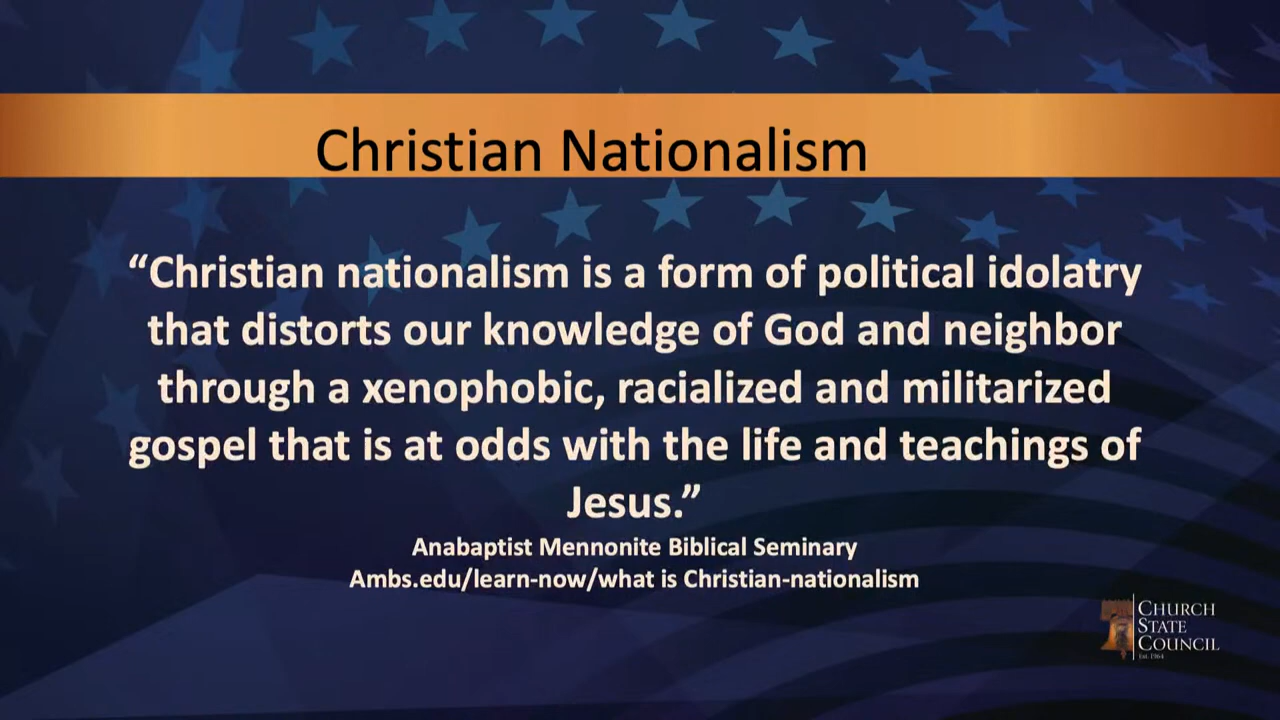 Christian Nationalism
“Christian nationalism is a form of political idolatry
that distorts our knowledge of God and neighbor
through a xenophobic, racialized and militarized
gospel that is at odds with the life and teachings of
Jesus.”
Anabaptist Mennonite Biblical Seminary
Ambs.edu/learn-now/what is Christian-nationalism
CHURCH
STATE
COUNCIL
Est. 1964